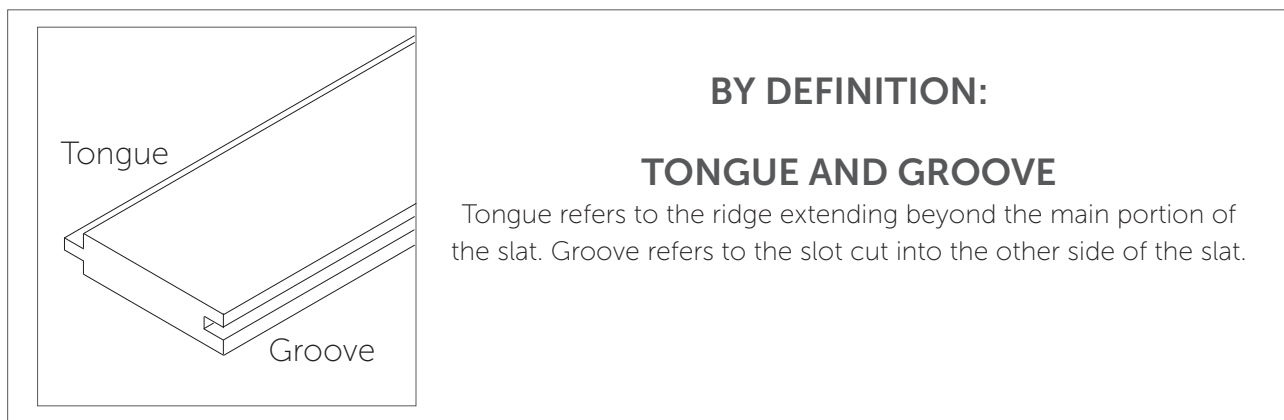 Tongue
Groove
BY DEFINITION:
TONGUE AND GROOVE
Tongue refers to the ridge extending beyond the main portion of
the slat. Groove refers to the slot cut into the other side of the slat.